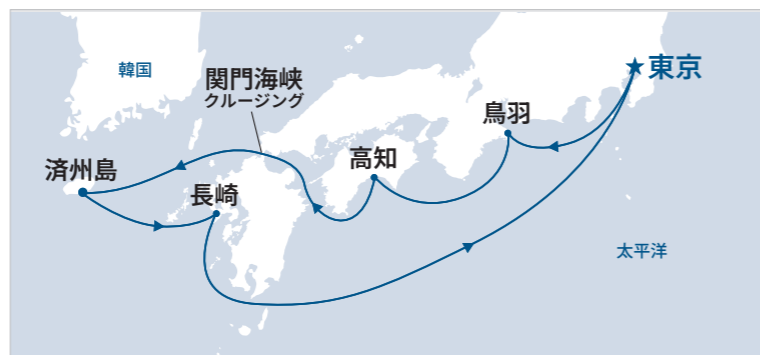 韓国
関門海峡
クルージング
★東京
鳥羽
高知
済州島
長崎
太平洋